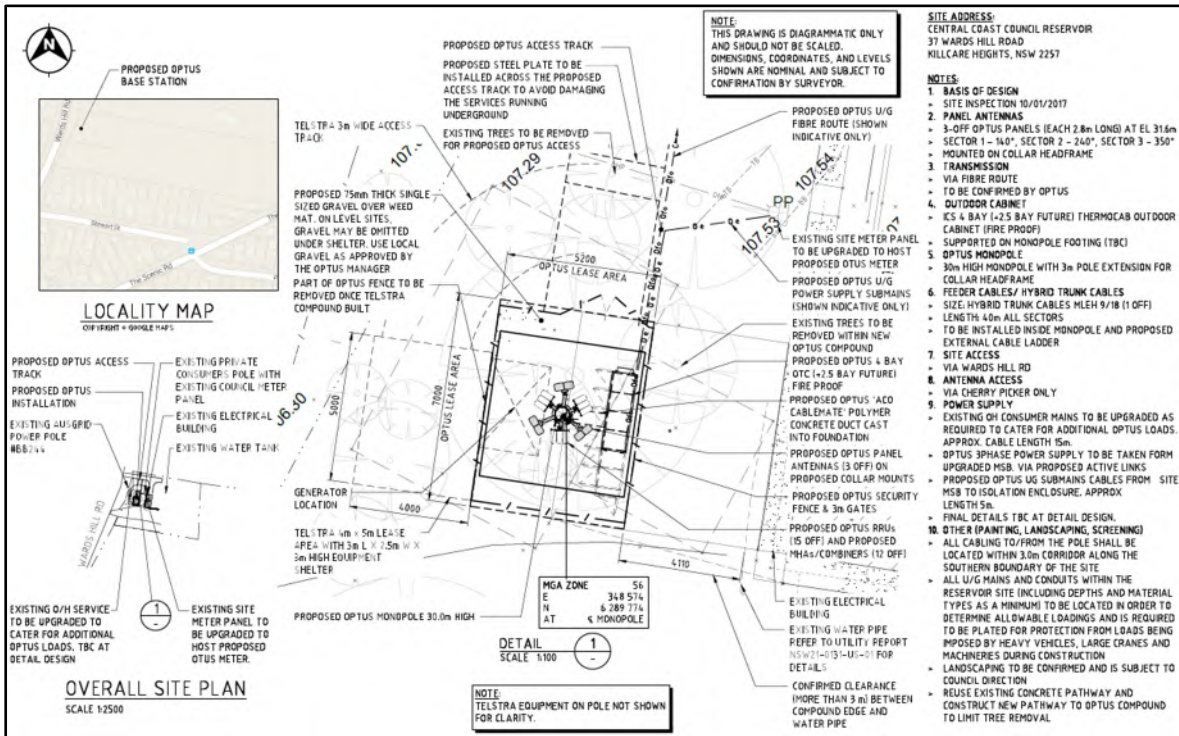 N
PROPOSED OPTUS
BASE STATION
Wards Hill Rd
Stewart St
The Scenic Rd
The
LOCALITY MAP
COPYRIGHT © GOOGLE MAPS
PROPOSED OPTUS ACCESS
TRACK
PROPOSED OPTUS
INSTALLATION
EXISTING AUSGRID
POWER POLE
EXISTING PRIVATE
CONSUMERS POLE WITH
EXISTING COUNCIL METER
PANEL
EXISTING ELECTRICAL
BUILDING
EXISTING WATER TANK
WARDS HILL RD
EXISTING O/H SERVICE
TO BE UPGRADED TO
CATER FOR ADDITIONAL
OPTUS LOADS. TBC AT
DETAIL DESIGN
1
-
EXISTING SITE
METER PANEL TO
BE UPGRADED TO
HOST PROPOSED
OTUS METER.
OVERALL SITE PLAN
SCALE 1:2500
PROPOSED OPTUS ACCESS TRACK
PROPOSED STEEL PLATE TO BE
INSTALLED ACROSS THE PROPOSED
ACCESS TRACK TO AVOID DAMAGING
THE SERVICES RUNNING
UNDERGROUND
TELSTRA 3m WIDE ACCESS
TRACK
EXISTING TREES TO BE REMOVED
FOR PROPOSED OPTUS ACCESS
PROPOSED 75mm THICK SINGLE
SIZED GRAVEL OVER WEED
MAT. ON LEVEL SITES,
GRAVEL MAY BE OMITTED
UNDER SHELTER. USE LOCAL
GRAVEL AS APPROVED BY
THE OPTUS MANAGER
PART OF OPTUS FENCE TO BE
REMOVED ONCE TELSTRA
COMPOUND BUILT
107.29
107.54
107.53
PP
5200
OPTUS LEASE AREA
7000
OPTUS LEASE AREA
5000
4000
4110
GENERATOR
LOCATION
TELSTRA 4m x 5m LEASE
AREA WITH 3m L X 2.5m W X
3m HIGH EQUIPMENT
SHELTER
PROPOSED OPTUS MONOPOLE 30.0m HIGH
MGA ZONE 56
E 348 574
N 6 289 774
AT ℄ MONOPOLE
DETAIL
SCALE 1:100
1
-
NOTE:
TELSTRA EQUIPMENT ON POLE NOT SHOWN
FOR CLARITY.
NOTE:
THIS DRAWING IS DIAGRAMMATIC ONLY
AND SHOULD NOT BE SCALED.
DIMENSIONS, COORDINATES, AND LEVELS
SHOWN ARE NOMINAL AND SUBJECT TO
CONFIRMATION BY SURVEYOR.
PROPOSED OPTUS U/G
FIBRE ROUTE (SHOWN
INDICATIVE ONLY)
EXISTING SITE METER PANEL
TO BE UPGRADED TO HOST
PROPOSED OTUS METER
PROPOSED OPTUS U/G
POWER SUPPLY SUBMAINS
(SHOWN INDICATIVE ONLY)
EXISTING TREES TO BE
REMOVED WITHIN NEW
OPTUS COMPOUND
PROPOSED OPTUS 4 BAY
OTC (+2.5 BAY FUTURE)
FIRE PROOF
PROPOSED OPTUS 'ACO
CABLEMATE' POLYMER
CONCRETE DUCT CAST
INTO FOUNDATION
PROPOSED OPTUS PANEL
ANTENNAS (3 OFF) ON
PROPOSED COLLAR MOUNTS
PROPOSED OPTUS SECURITY
FENCE & 3m GATES
PROPOSED OPTUS RRUs
(15 OFF) AND PROPOSED
MHAs/COMBINERS (12 OFF)
EXISTING ELECTRICAL
BUILDING
EXISTING WATER PIPE
REFER TO UTILITY REPORT
NSW21-0131-US-01 FOR
DETAILS
CONFIRMED CLEARANCE
(MORE THAN 3 m) BETWEEN
COMPOUND EDGE AND
WATER PIPE
SITE ADDRESS:
CENTRAL COAST COUNCIL RESERVOIR
37 WARDS HILL ROAD
KILLCARE HEIGHTS, NSW 2257
NOTES:
1. BASIS OF DESIGN
- SITE INSPECTION 10/01/2017
2. PANEL ANTENNAS
- 3-OFF OPTUS PANELS (EACH 2.8m LONG) AT EL 31.6m
- SECTOR 1 - 140°, SECTOR 2 - 240°, SECTOR 3 - 350°
- MOUNTED ON COLLAR HEADFRAME
3. TRANSMISSION
- VIA FIBRE ROUTE
- TO BE CONFIRMED BY OPTUS
4. OUTDOOR CABINET
- ICS 4 BAY (+2.5 BAY FUTURE) THERMOCAB OUTDOOR
CABINET (FIRE PROOF)
- SUPPORTED ON MONOPOLE FOOTING (TBC)
5. OPTUS MONOPOLE
- 30m HIGH MONOPOLE WITH 3m POLE EXTENSION FOR
COLLAR HEADFRAME
6. FEEDER CABLES/ HYBRID TRUNK CABLES
- SIZE: HYBRID TRUNK CABLES MLEH 9/18 (1 OFF)
- LENGTH: 40m ALL SECTORS
- TO BE INSTALLED INSIDE MONOPOLE AND PROPOSED
EXTERNAL CABLE LADDER
7. SITE ACCESS
- VIA WARDS HILL RD
8. ANTENNA ACCESS
- VIA CHERRY PICKER ONLY
9. POWER SUPPLY
- EXISTING OH CONSUMER MAINS TO BE UPGRADED AS
REQUIRED TO CATER FOR ADDITIONAL OPTUS LOADS.
APPROX. CABLE LENGTH 15m.
- OPTUS 3PHASE POWER SUPPLY TO BE TAKEN FORM
UPGRADED MSB. VIA PROPOSED ACTIVE LINKS
- PROPOSED OPTUS UG SUBMAINS CABLES FROM SITE
MSB TO ISOLATION ENCLOSURE. APPROX
LENGTH 5m.
- FINAL DETAILS TBC AT DETAIL DESIGN.
10. OTHER (PAINTING, LANDSCAPING, SCREENING)
- ALL CABLING TO/FROM THE POLE SHALL BE
LOCATED WITHIN 3.0m CORRIDOR ALONG THE
SOUTHERN BOUNDARY OF THE SITE
- ALL U/G MAINS AND CONDUITS WITHIN THE
RESERVOIR SITE (INCLUDING DEPTHS AND MATERIAL
TYPES AS A MINIMUM) TO BE LOCATED IN ORDER TO
DETERMINE ALLOWABLE LOADINGS AND IS REQUIRED
TO BE PLATED FOR PROTECTION FROM LOADS BEING
IMPOSED BY HEAVY VEHICLES, LARGE CRANES AND
MACHINERIES DURING CONSTRUCTION
- LANDSCAPING TO BE CONFIRMED AND IS SUBJECT TO
COUNCIL DIRECTION
- REUSE EXISTING CONCRETE PATHWAY AND
CONSTRUCT NEW PATHWAY TO OPTUS COMPOUND
TO LIMIT TREE REMOVAL